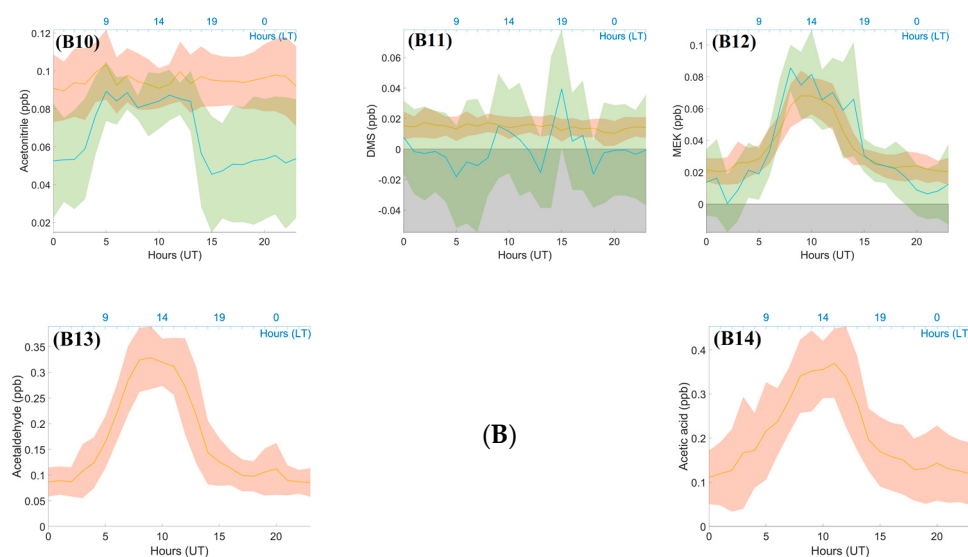 9 14 19 0
Hours (LT)
(B10)
Acetonitrile (ppb)
0.12
0.1
0.08
0.06
0.04
0.02
0 5 10 15 20
Hours (UT)
9 14 19 0
Hours (LT)
(B11)
DMS (ppb)
0.06
0.04
0.02
0
-0.02
-0.04
0 5 10 15 20
Hours (UT)
9 14 19 0
Hours (LT)
(B12)
MEK (ppb)
0.1
0.08
0.06
0.04
0.02
0
0 5 10 15 20
Hours (UT)
9 14 19 0
Hours (LT)
(B13)
Acetaldehyde (ppb)
0.35
0.3
0.25
0.2
0.15
0.1
0.05
0
0 5 10 15 20
Hours (UT)
(B)
9 14 19 0
Hours (LT)
(B14)
Acetic acid (ppb)
0.4
0.3
0.2
0.1
0
0 5 10 15 20
Hours (UT)